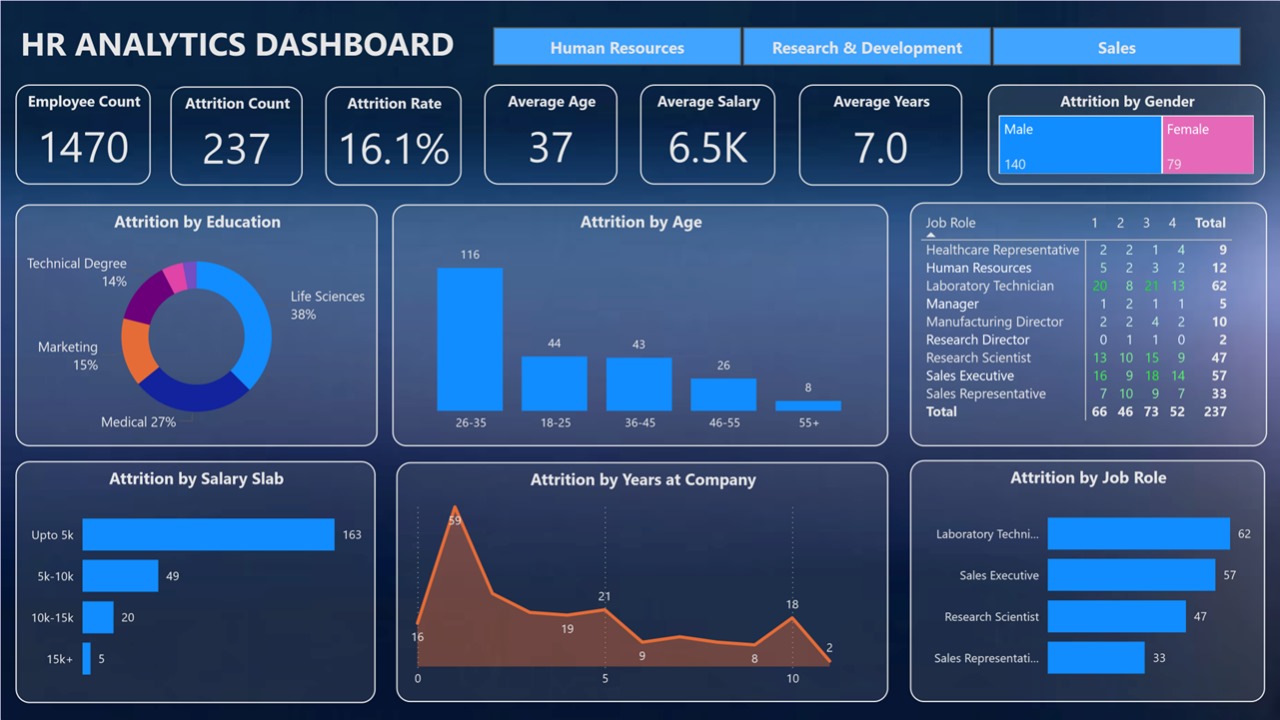 HR ANALYTICS DASHBOARD
Human Resources
Research & Development
Sales
Employee Count
1470
Attrition Count
237
Attrition Rate
16.1%
Average Age
37
Average Salary
6.5K
Average Years
7.0
Attrition by Gender
Male
140
Female
79
Attrition by Education
Technical Degree
14%
Life Sciences
38%
Marketing
15%
Medical 27%
Attrition by Age
116
44
43
26
8
26-35 18-25 36-45 46-55 55+
Job Role 1 2 3 4 Total
Healthcare Representative 2 2 1 4 9
Human Resources 5 2 3 2 12
Laboratory Technician 20 8 21 13 62
Manager 1 2 1 1 5
Manufacturing Director 2 2 4 2 10
Research Director 0 1 1 0 2
Research Scientist 13 10 15 9 47
Sales Executive 16 9 18 14 57
Sales Representative 7 10 9 7 33
Total 66 46 73 52 237
Attrition by Salary Slab
Upto 5k 163
5k-10k 49
10k-15k 20
15k+ 5
Attrition by Years at Company
59
16
19
21
9
8
18
2
0 5 10
Attrition by Job Role
Laboratory Techni... 62
Sales Executive 57
Research Scientist 47
Sales Representati... 33